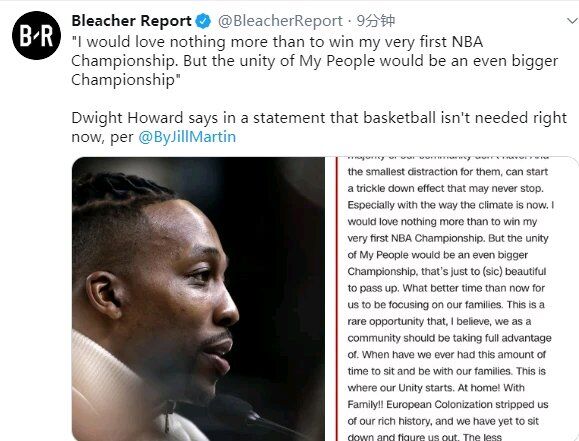 B/R
Bleacher Report @BleacherReport · 9分钟
"I would love nothing more than to win my very first NBA
Championship. But the unity of My People would be an even bigger
Championship"
Dwight Howard says in a statement that basketball isn't needed right
now, per @ByJillMartin
majority of our community don't have. And
the smallest distraction for them, can start
a trickle down effect that may never stop.
Especially with the way the climate is now. I
would love nothing more than to win my
very first NBA Championship. But the unity
of My People would be an even bigger
Championship, that's just to (sic) beautiful
to pass up. What better time than now for
us to be focusing on our families. This is a
rare opportunity that, I believe, we as a
community should be taking full advantage
of. When have we ever had this amount of
time to sit and be with our families. This is
where our Unity starts. At home! With
Family!! European Colonization stripped us
of our rich history, and we have yet to sit
down and figure us out. The less